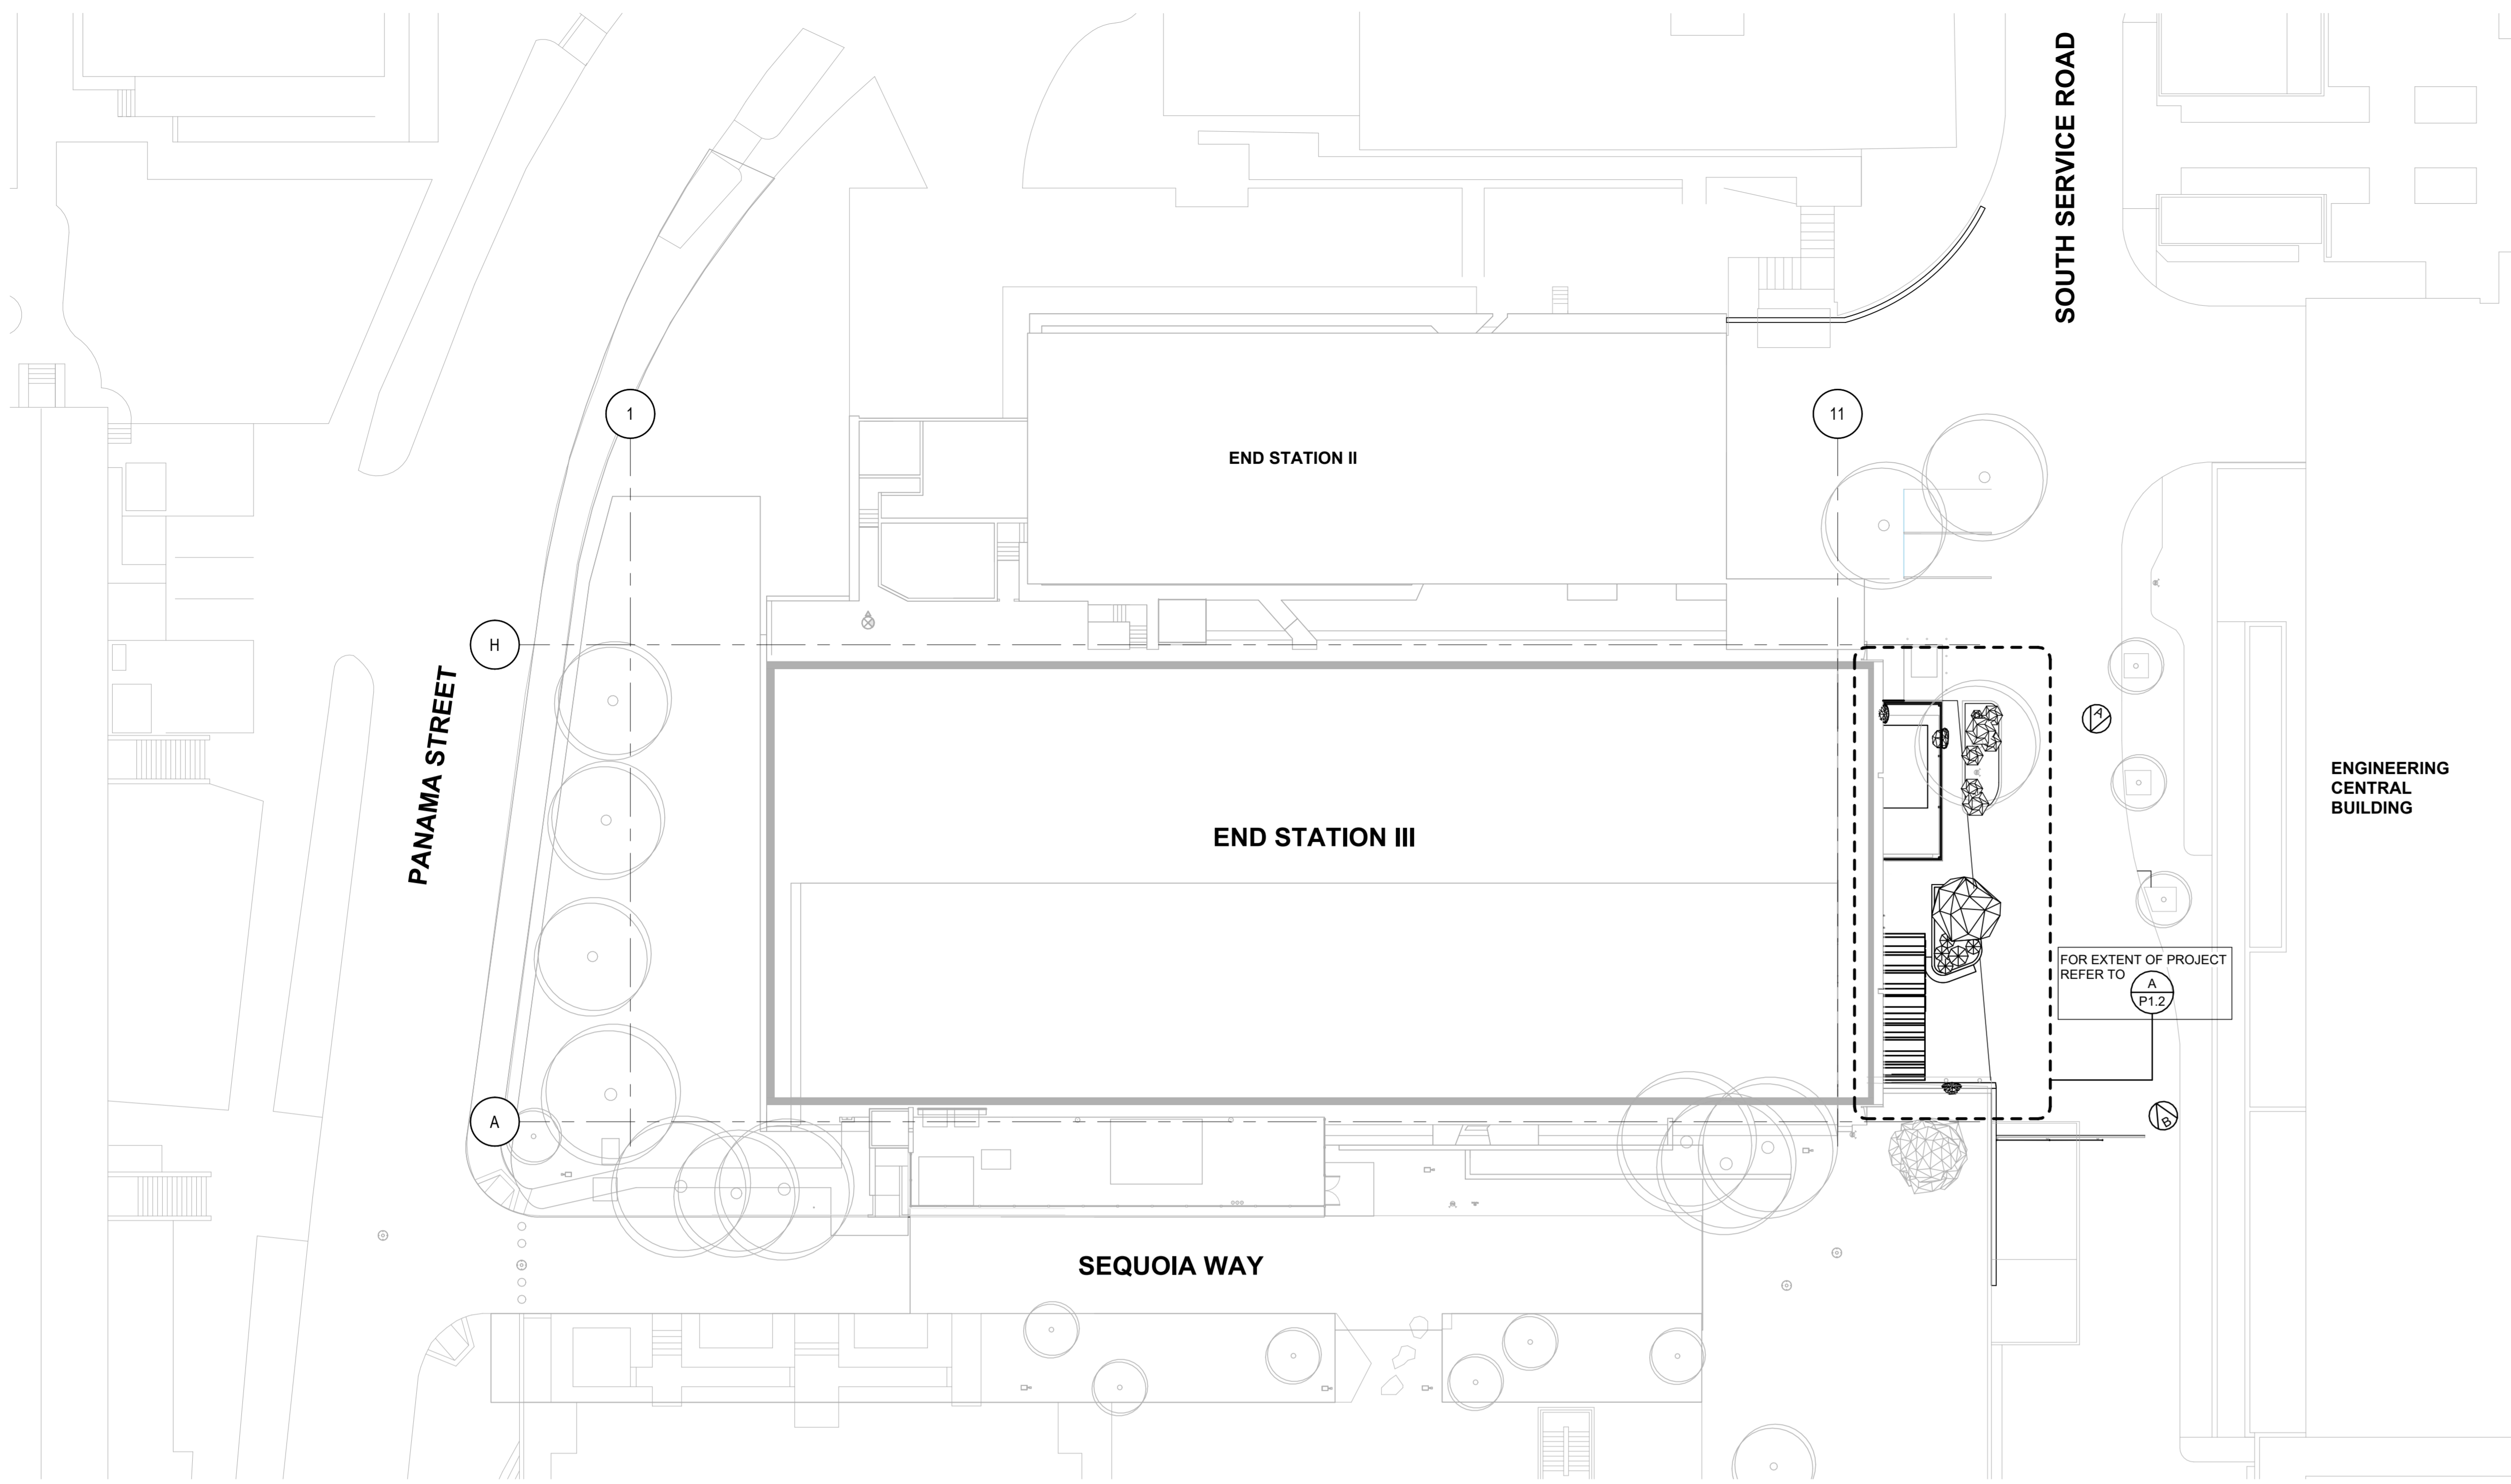 SOUTH SERVICE ROAD
1
11
END STATION II
H
PANAMA STREET
A
ENGINEERING
CENTRAL
BUILDING
END STATION III
FOR EXTENT OF PROJECT
REFER TO
A
P1.2
A
B
SEQUOIA WAY